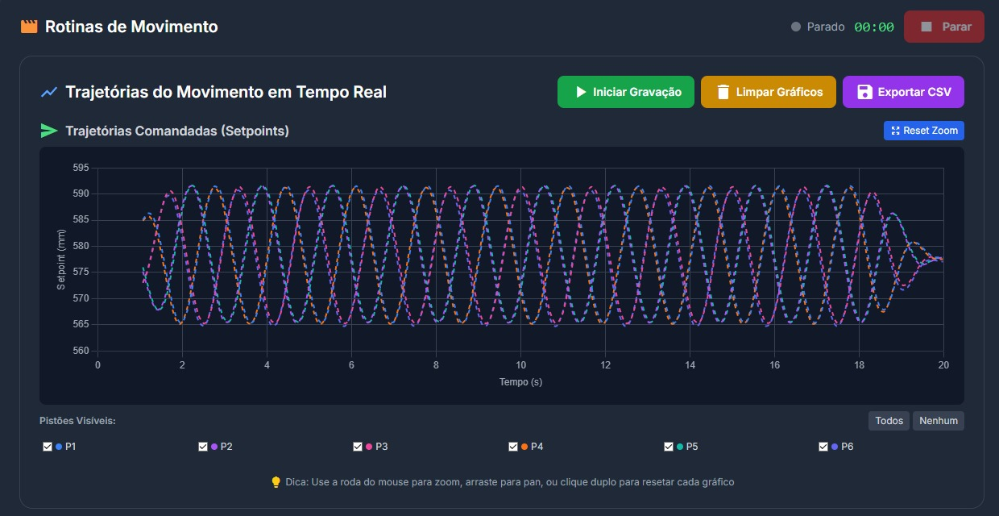 Rotinas de Movimento
Parado 00:00 Parar
Trajetórias do Movimento em Tempo Real
Iniciar Gravação Limpar Gráficos Exportar CSV
Trajetórias Comandadas (Setpoints)
Reset Zoom
595
590
585
580
575
570
565
560
Setpoint (mm)
0 2 4 6 8 10 12 14 16 18 20
Tempo (s)
Pistões Visíveis:
Todos Nenhum
P1 P2 P3 P4 P5 P6
Dica: Use a roda do mouse para zoom, arraste para pan, ou clique duplo para resetar cada gráfico